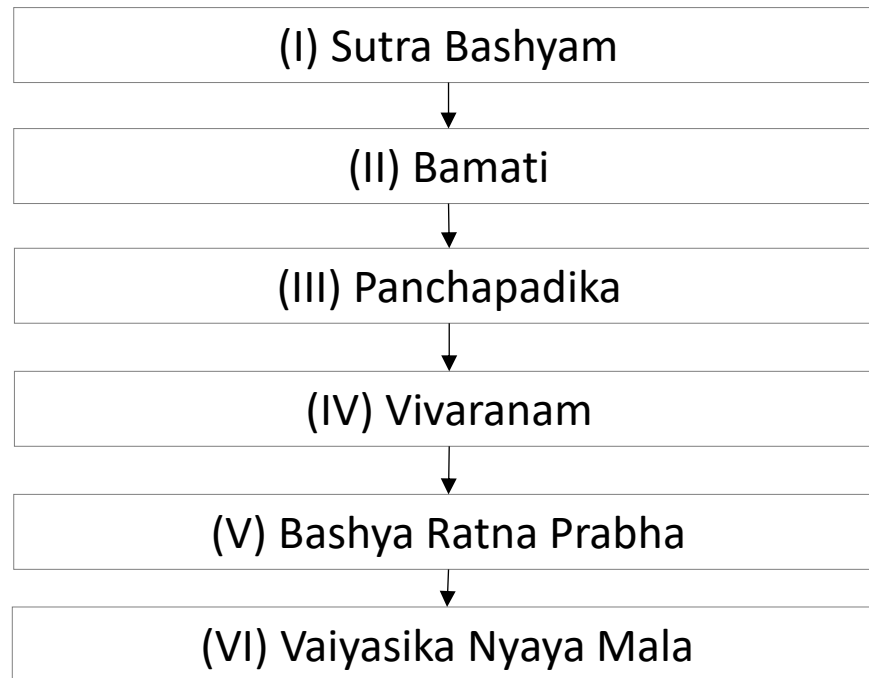 (I) Sutra Bashyam
(II) Bamati
(III) Panchapadika
(IV) Vivaranam
(V) Bashya Ratna Prabha
(VI) Vaiyasika Nyaya Mala